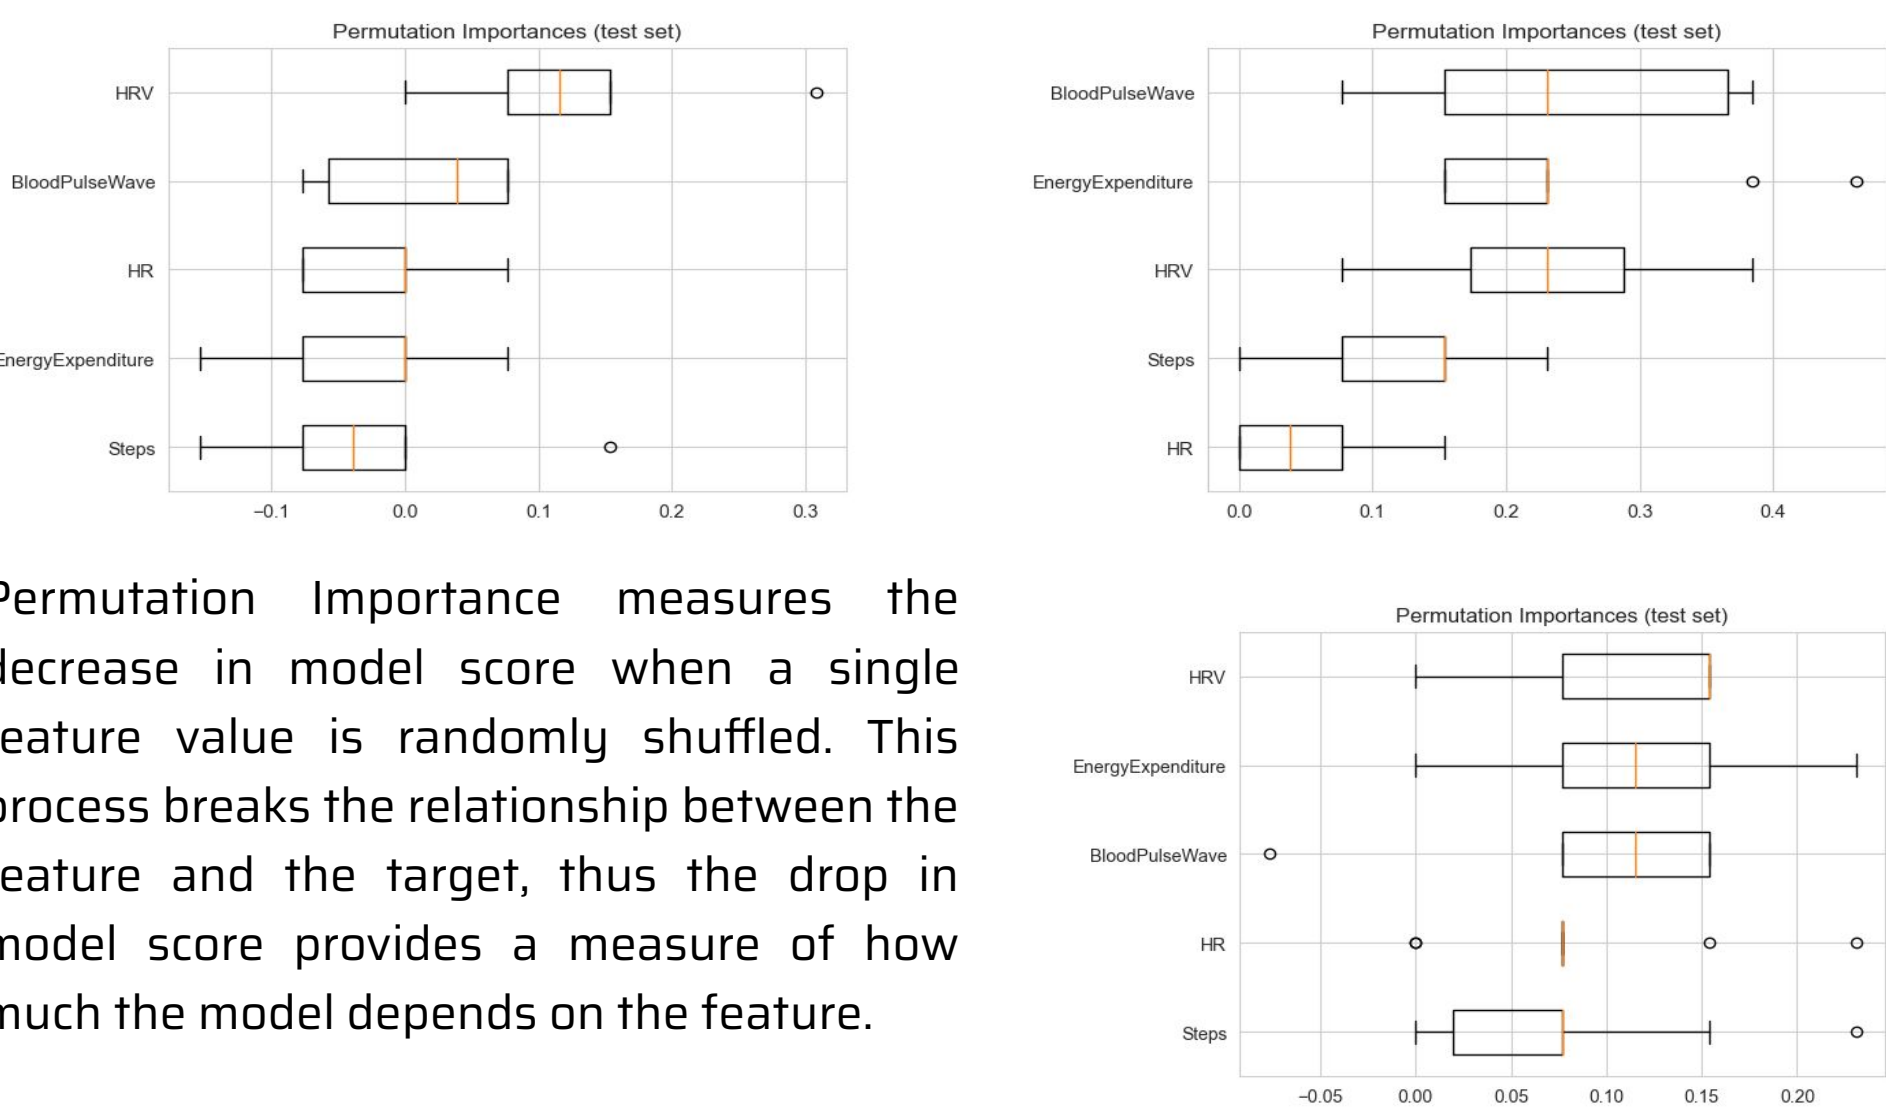 Permutation Importances (test set)
HRV
BloodPulseWave
HR
EnergyExpenditure
Steps
−0.1 0.0 0.1 0.2 0.3
Permutation Importances (test set)
BloodPulseWave
EnergyExpenditure
HRV
Steps
HR
0.0 0.1 0.2 0.3 0.4
Permutation Importance measures the
decrease in model score when a single
feature value is randomly shuffled. This
process breaks the relationship between the
feature and the target, thus the drop in
model score provides a measure of how
much the model depends on the feature.
Permutation Importances (test set)
HRV
EnergyExpenditure
BloodPulseWave
HR
Steps
−0.05 0.00 0.05 0.10 0.15 0.20